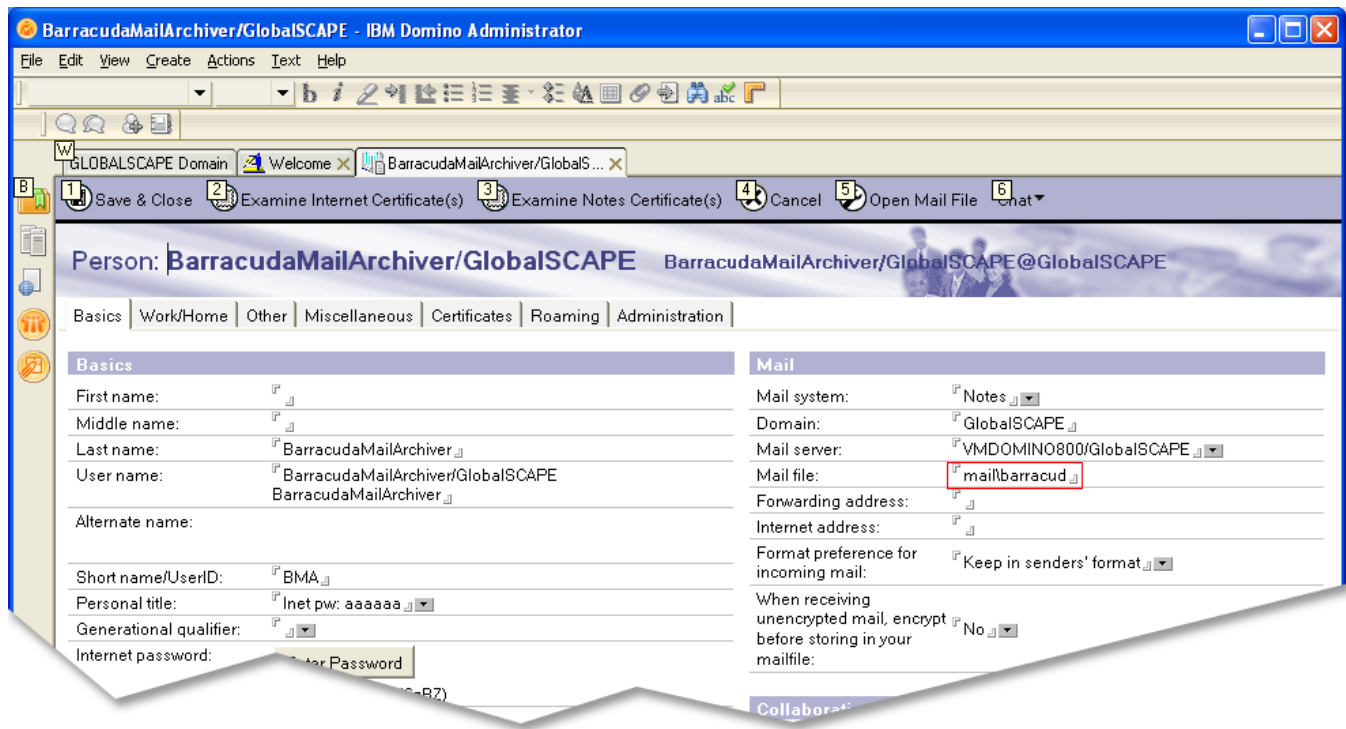 BarracudaMailArchiver/GlobalSCAPE - IBM Domino Administrator
File Edit View Create Actions Text Help
W
GLOBALSCAPE Domain Welcome BarracudaMailArchiver/GlobalS...
B 1 Save & Close 2 Examine Internet Certificate(s) 3 Examine Notes Certificate(s) 4 Cancel 5 Open Mail File 6 hat
Person: BarracudaMailArchiver/GlobalSCAPE BarracudaMailArchiver/GlobalSCAPE@GlobalSCAPE
Basics Work/Home Other Miscellaneous Certificates Roaming Administration
Basics
First name:
Middle name:
Last name: BarracudaMailArchiver
User name: BarracudaMailArchiver/GlobalSCAPE
BarracudaMailArchiver
Alternate name:
Short name/UserID: BMA
Personal title: Inet pw: aaaaaa
Generational qualifier:
Internet password:
Enter Password
Mail
Mail system: Notes
Domain: GlobalSCAPE
Mail server: VMDOMINO800/GlobalSCAPE
Mail file: mail\barracud
Forwarding address:
Internet address:
Format preference for
incoming mail: Keep in senders' format
When receiving
unencrypted mail, encrypt
before storing in your
mailfile: No